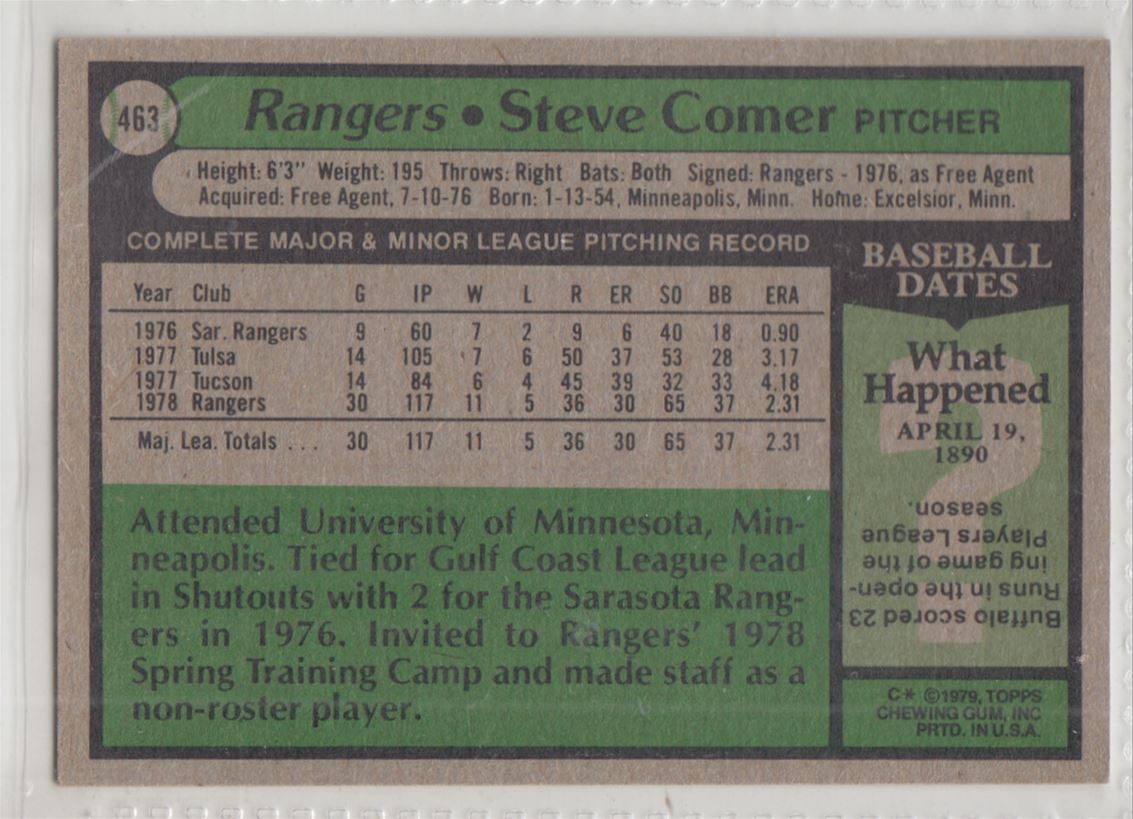 463
Rangers • Steve Comer PITCHER
Height: 6'3" Weight: 195 Throws: Right Bats: Both Signed: Rangers - 1976, as Free Agent
Acquired: Free Agent, 7-10-76 Born: 1-13-54, Minneapolis, Minn. Home: Excelsior, Minn.
COMPLETE MAJOR & MINOR LEAGUE PITCHING RECORD
Year Club G IP W L R ER SO BB ERA
1976 Sar. Rangers 9 60 7 2 9 6 40 18 0.90
1977 Tulsa 14 105 7 6 50 37 53 28 3.17
1977 Tucson 14 84 6 4 45 39 32 33 4.18
1978 Rangers 30 117 11 5 36 30 65 37 2.31
Maj. Lea. Totals ... 30 117 11 5 36 30 65 37 2.31
Attended University of Minnesota, Min-
neapolis. Tied for Gulf Coast League lead
in Shutouts with 2 for the Sarasota Rang-
ers in 1976. Invited to Rangers' 1978
Spring Training Camp and made staff as a
non-roster player.
BASEBALL
DATES
What
Happened
APRIL 19,
1890
Buffalo scored 23
Runs in the open-
ing game of the
Players League
season.
C* ©1979, TOPPS
CHEWING GUM, INC
PRTD. IN U.S.A.